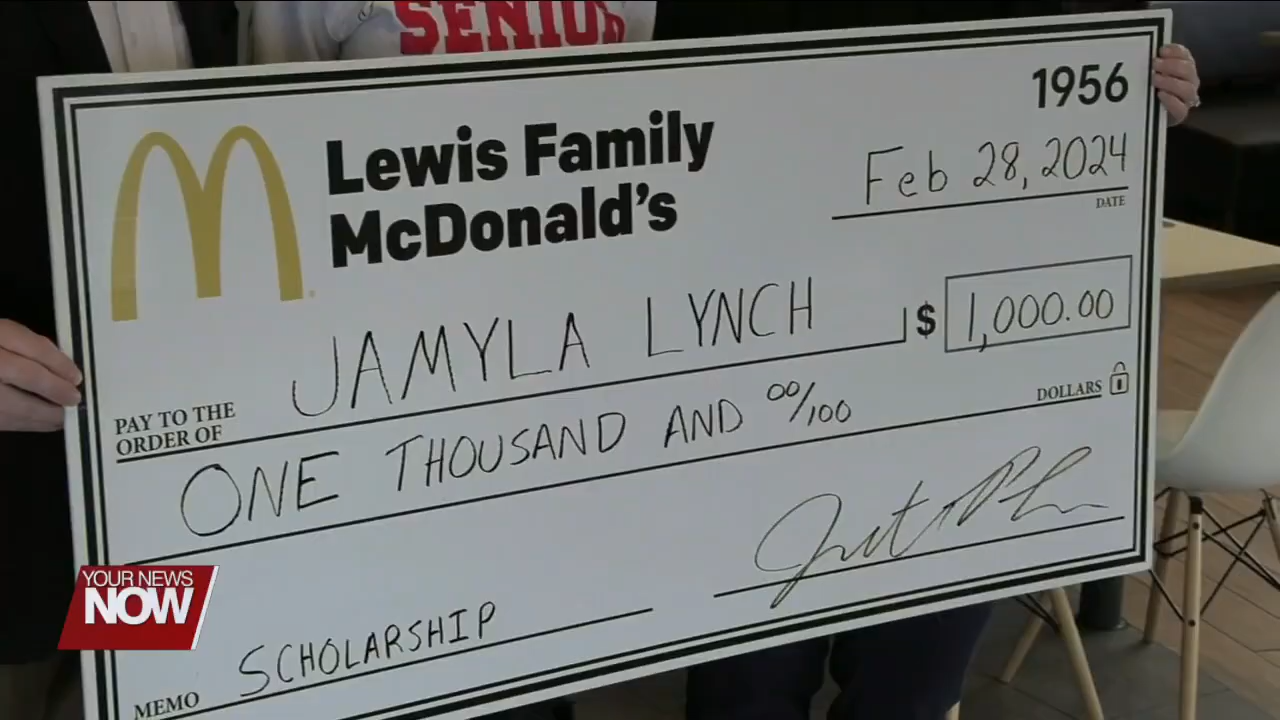 SENIOR
1956
Lewis Family
McDonald's
Feb 28, 2024
DATE
PAY TO THE
ORDER OF
JAMYLA LYNCH
$ 1,000.00
ONE THOUSAND AND 00/100
DOLLARS
MEMO
SCHOLARSHIP
YOUR NEWS
NOW